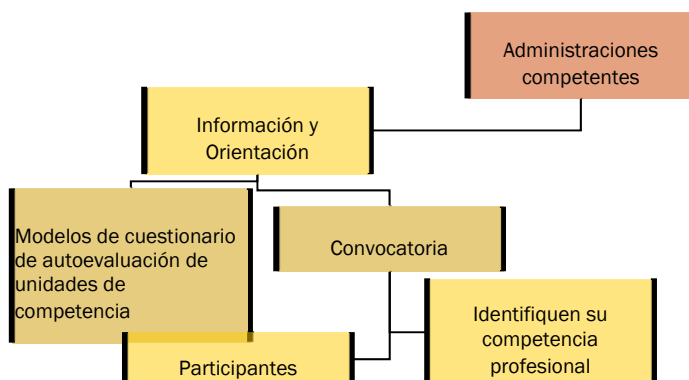 Administraciones
competentes
Información y
Orientación
Modelos de cuestionario
de autoevaluación de
unidades de
competencia
Convocatoria
Identifiquen su
competencia
profesional
Participantes